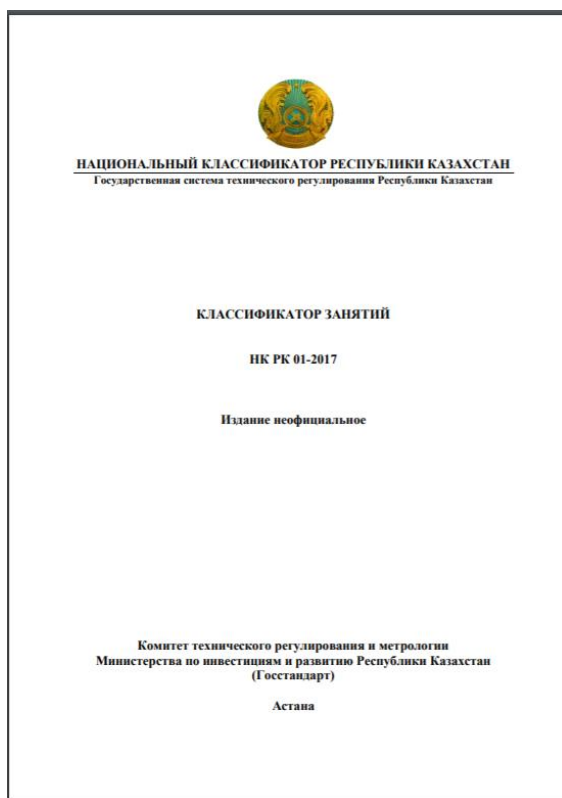 НАЦИОНАЛЬНЫЙ КЛАССИФИКАТОР РЕСПУБЛИКИ КАЗАХСТАН
Государственная система технического регулирования Республики Казахстан
КЛАССИФИКАТОР ЗАНЯТИЙ
НК РК 01-2017
Издание неофициальное
Комитет технического регулирования и метрологии
Министерства по инвестициям и развитию Республики Казахстан
(Госстандарт)
Астана